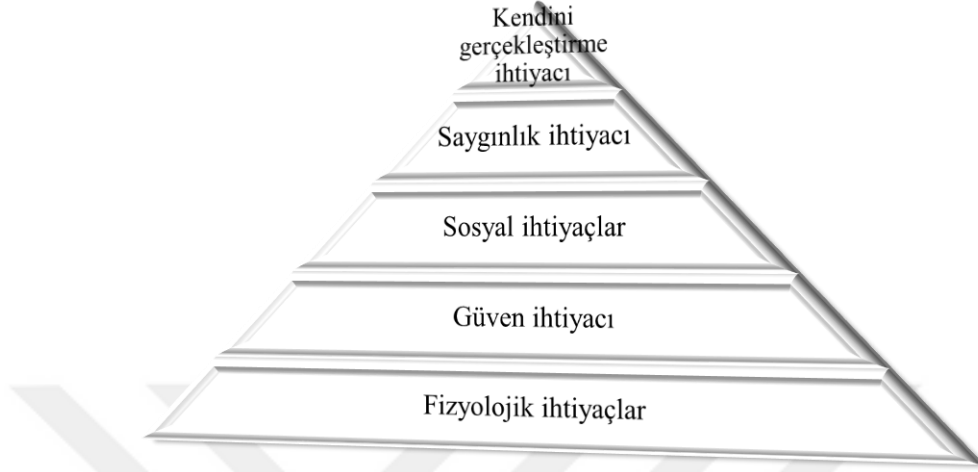 Kendini
gerçekleştirme
ihtiyacı
Saygınlık ihtiyacı
Sosyal ihtiyaçlar
Güven ihtiyacı
Fizyolojik ihtiyaçlar